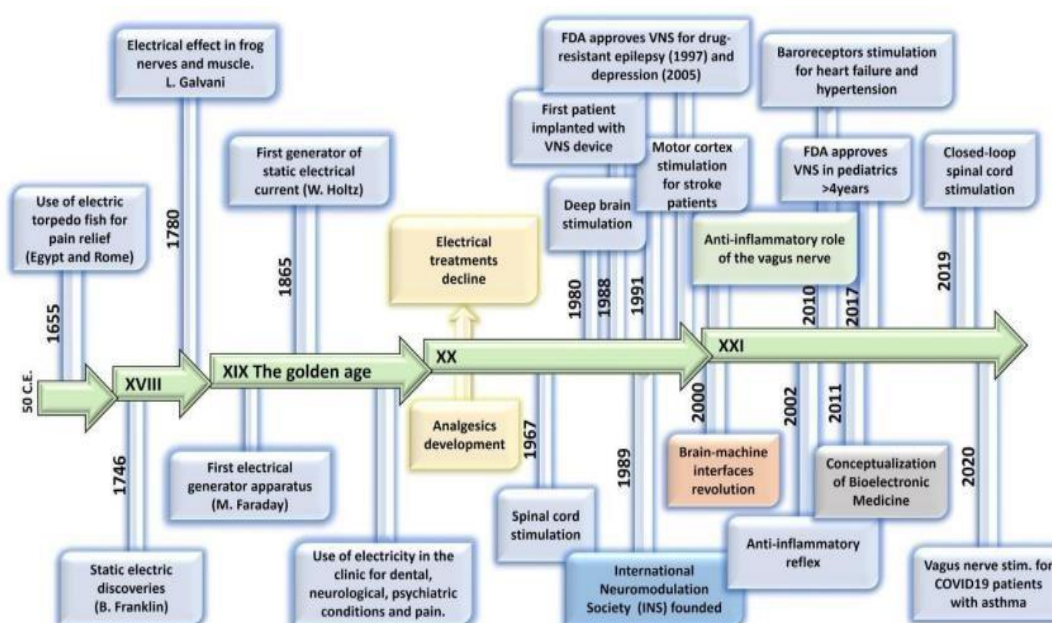 Electrical effect in frog
nerves and muscle.
L. Galvani
FDA approves VNS for drug-
resistant epilepsy (1997) and
depression (2005)
Baroreceptors stimulation
for heart failure and
hypertension
First generator of
static electrical
current (W. Holtz)
First patient
implanted with
VNS device
Motor cortex
stimulation
for stroke
patients
FDA approves
VNS in pediatrics
>4years
Closed-loop
spinal cord
stimulation
Use of electric
torpedo fish for
pain relief
(Egypt and Rome)
Deep brain
stimulation
Electrical
treatments
decline
Anti-inflammatory role
of the vagus nerve
1655
1780
1865
1980
1988
1991
2010
2017
2019
50 C.E.
XVIII
XIX The golden age
XX
XXI
1746
1967
1989
2000
2002
2011
2020
Analgesics
development
First electrical
generator apparatus
(M. Faraday)
Brain-machine
interfaces
revolution
Conceptualization
of Bioelectronic
Medicine
Spinal cord
stimulation
Anti-inflammatory
reflex
Static electric
discoveries
(B. Franklin)
Use of electricity in the
clinic for dental,
neurological, psychiatric
conditions and pain.
International
Neuromodulation
Society (INS) founded
Vagus nerve stim. for
COVID19 patients
with asthma